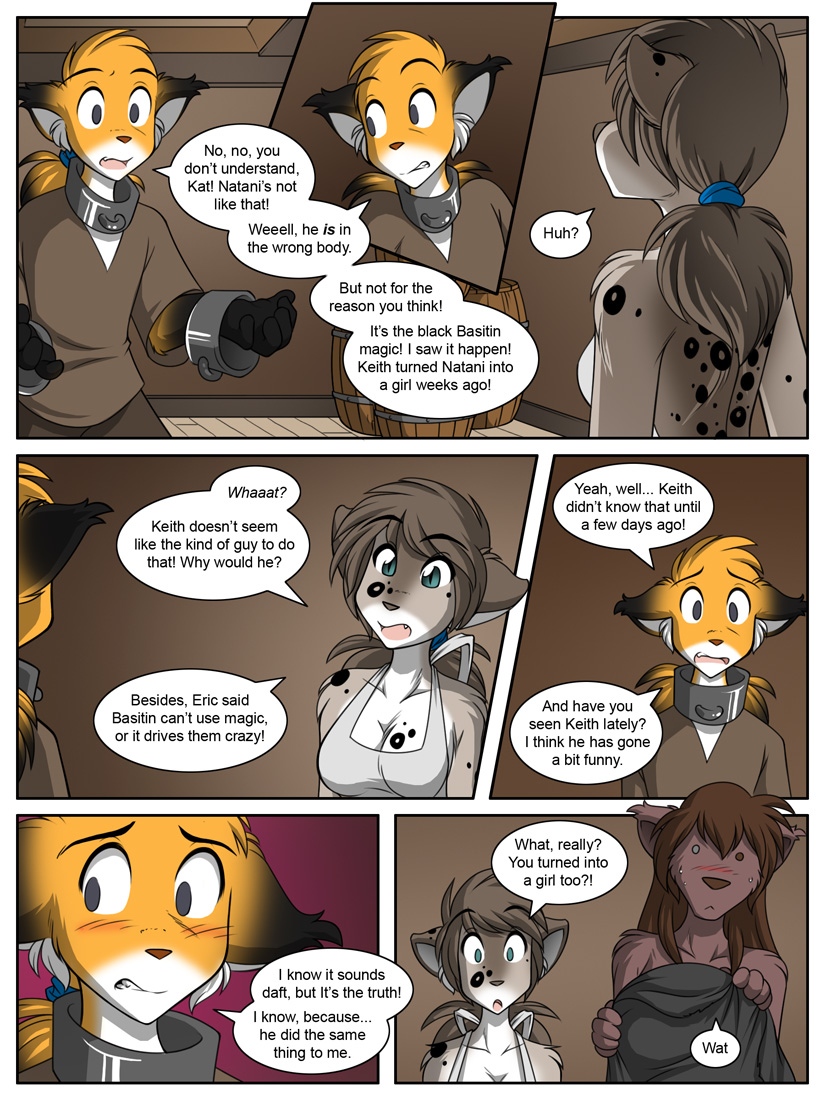 No, no, you
don't understand,
Kat! Natani's not
like that!
Weeell, he is in
the wrong body.
Huh?
But not for the
reason you think!
It's the black Basitin
magic! I saw it happen!
Keith turned Natani into
a girl weeks ago!
Whaaat?
Keith doesn't seem
like the kind of guy to do
that! Why would he?
Besides, Eric said
Basitin can't use magic,
or it drives them crazy!
Yeah, well... Keith
didn't know that until
a few days ago!
And have you
seen Keith lately?
I think he has gone
a bit funny.
I know it sounds
daft, but It's the truth!
I know, because...
he did the same
thing to me.
What, really?
You turned into
a girl too?!
Wat